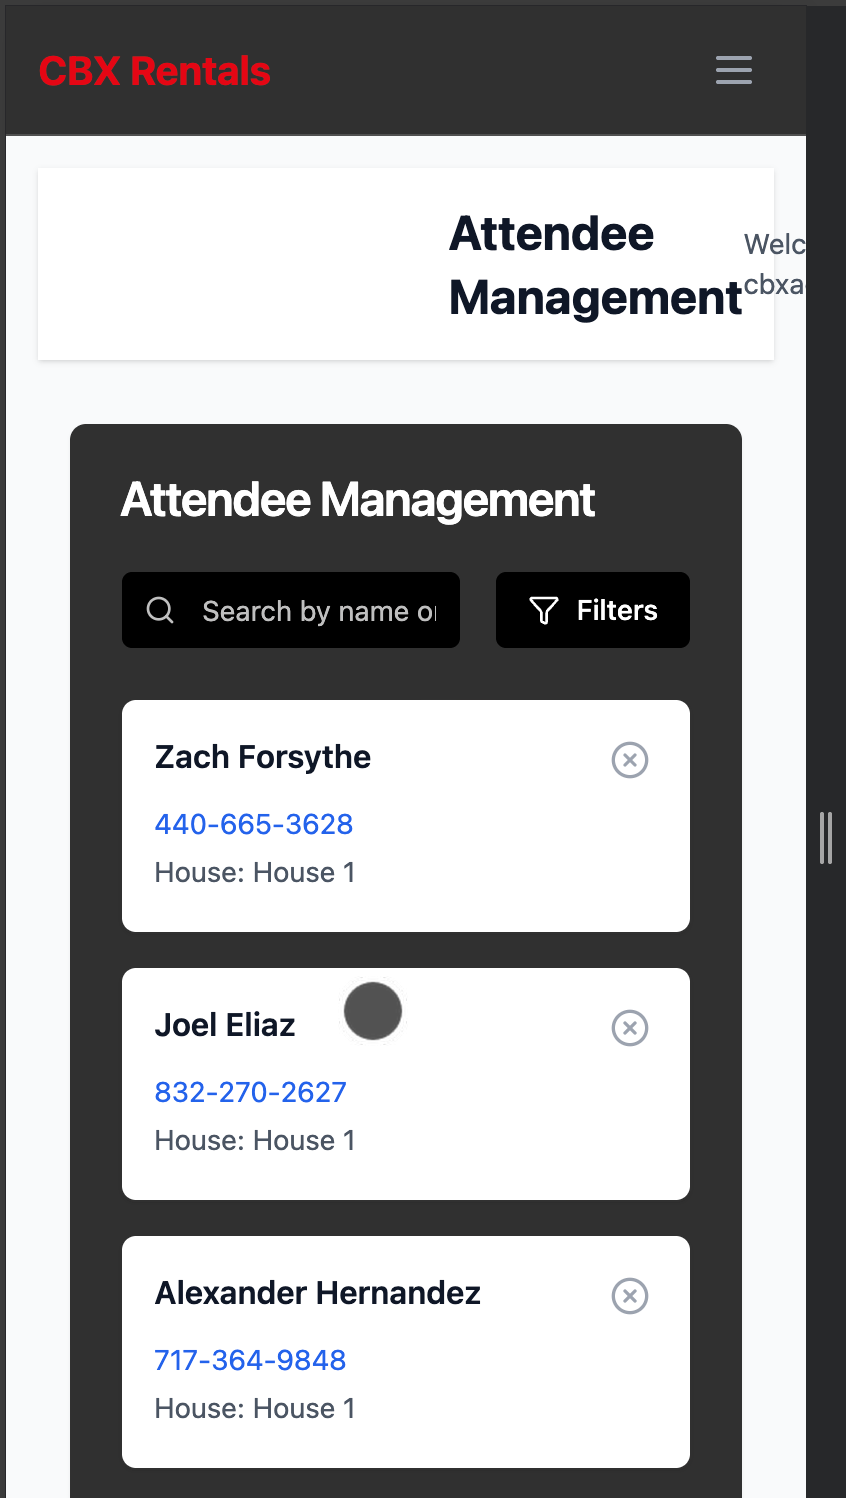 CBX Rentals
Attendee
Management
Welc
cbxa
Attendee Management
Search by name or
Filters
Zach Forsythe
440-665-3628
House: House 1
Joel Eliaz
832-270-2627
House: House 1
Alexander Hernandez
717-364-9848
House: House 1